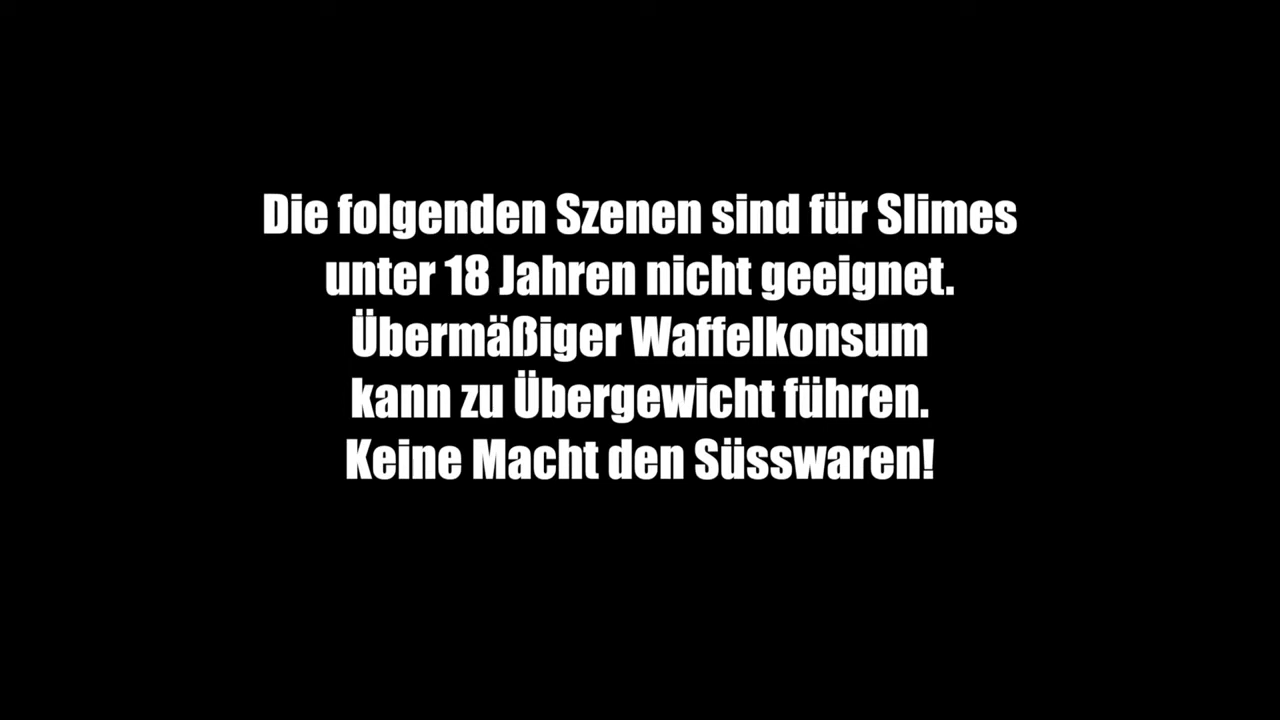 Die folgenden Szenen sind für Slimes
unter 18 Jahren nicht geeignet.
Übermäßiger Waffelkonsum
kann zu Übergewicht führen.
Keine Macht den Süsswaren!